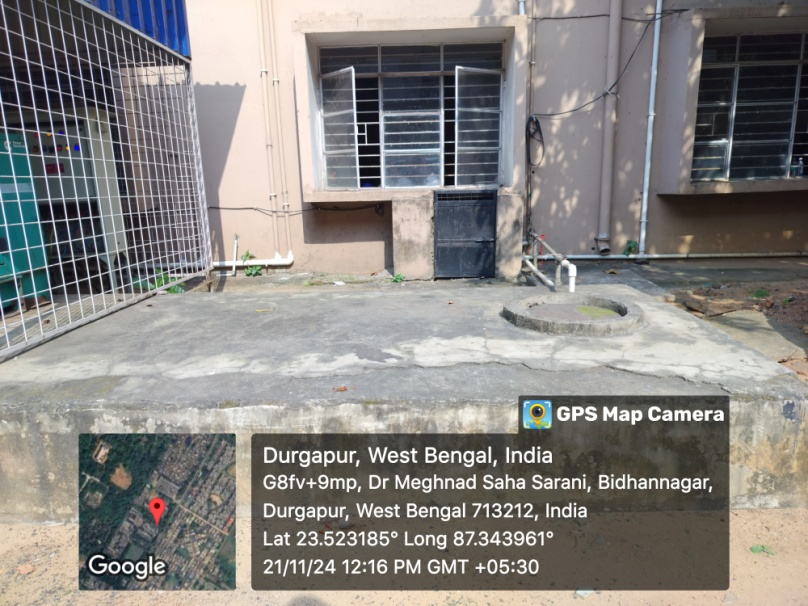 GPS Map Camera
Durgapur, West Bengal, India
G8fv+9mp, Dr Meghnad Saha Sarani, Bidhannagar,
Durgapur, West Bengal 713212, India
Lat 23.523185° Long 87.343961°
21/11/24 12:16 PM GMT +05:30
Google